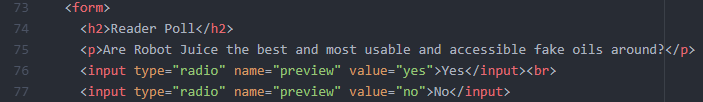 73 <form>
74 <h2>Reader Poll</h2>
75 <p>Are Robot Juice the best and most usable and accessible fake oils around?</p>
76 <input type="radio" name="preview" value="yes">Yes</input><br>
77 <input type="radio" name="preview" value="no">No</input>